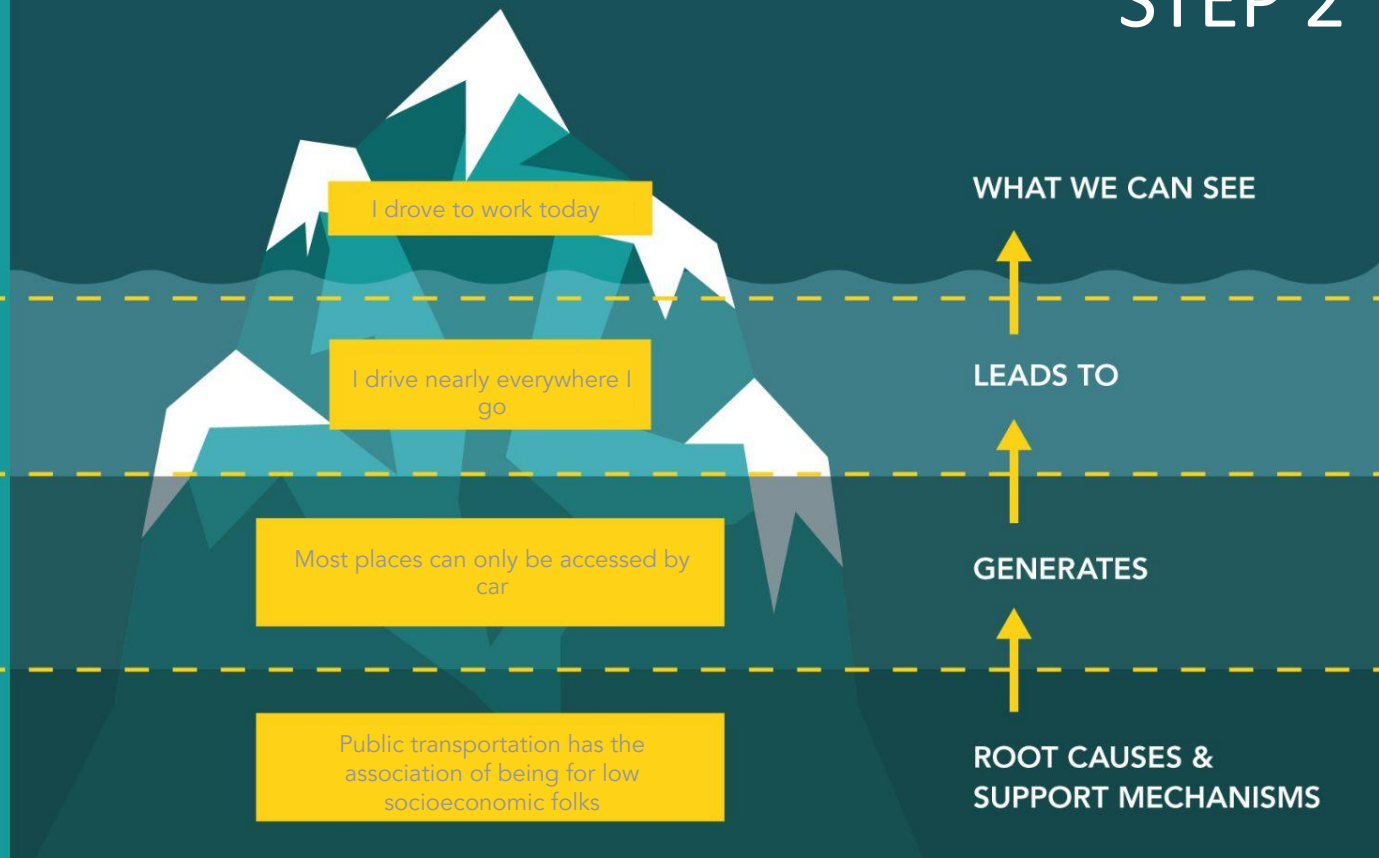 STEP 2
I drove to work today
WHAT WE CAN SEE
I drive nearly everywhere I
go
LEADS TO
Most places can only be accessed by
car
GENERATES
Public transportation has the
association of being for low
socioeconomic folks
ROOT CAUSES &
SUPPORT MECHANISMS